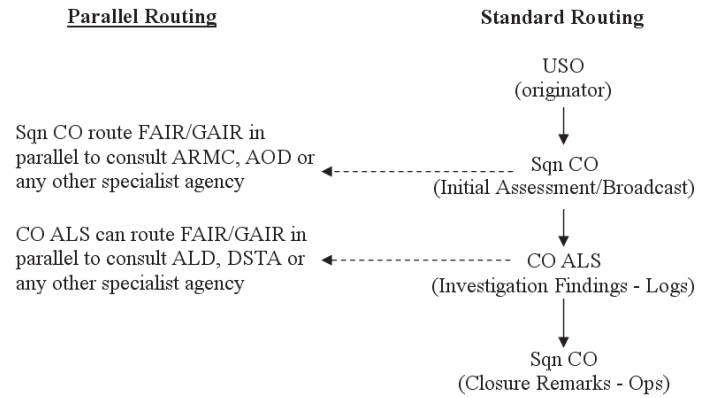 Parallel Routing
Standard Routing
USO
(originator)
Sqn CO route FAIR/GAIR in
parallel to consult ARMC, AOD or
any other specialist agency
Sqn CO
(Initial Assessment/Broadcast)
CO ALS can route FAIR/GAIR in
parallel to consult ALD, DSTA or
any other specialist agency
CO ALS
(Investigation Findings - Logs)
Sqn CO
(Closure Remarks - Ops)